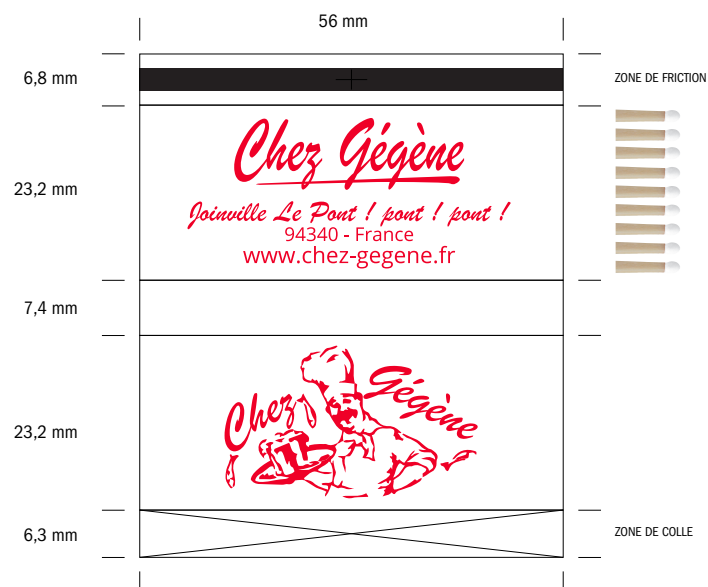 56 mm
6,8 mm
ZONE DE FRICTION
Chez Gégène
23,2 mm
Joinville Le Pont ! pont ! pont !
94340 - France
www.chez-gegene.fr
7,4 mm
Chez Gégène
23,2 mm
6,3 mm
ZONE DE COLLE